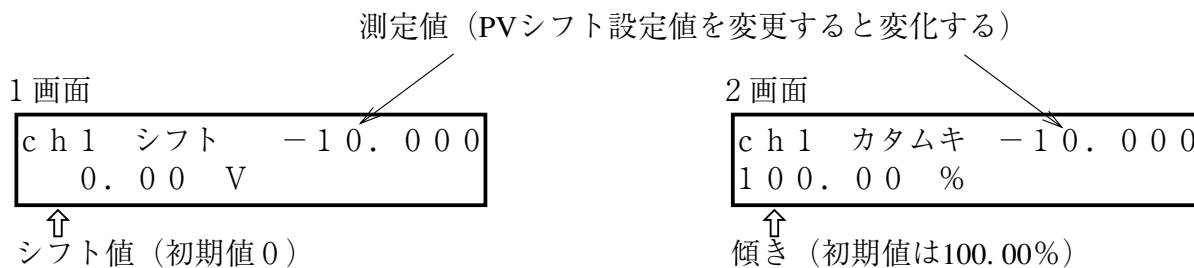 測定値（PVシフト設定値を変更すると変化する）
１画面
ｃｈ１　シフト　－１０．０００
０．００　Ｖ
シフト値（初期値０）
２画面
ｃｈ１　カタムキ　－１０．０００
１００．００　％
傾き（初期値は100.00％）